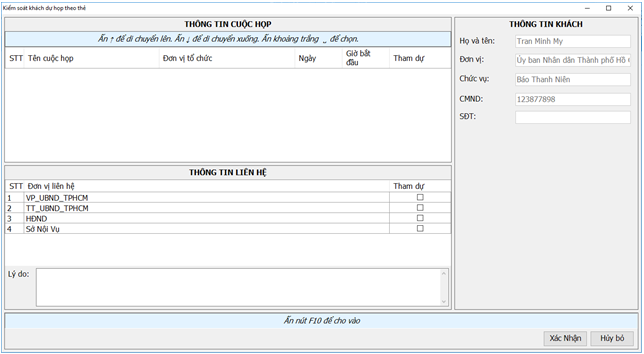 Kiểm soát khách dự họp theo thẻ
THÔNG TIN CUỘC HỌP
Ấn ↑ để di chuyển lên. Ấn ↓ để di chuyển xuống. Ấn khoảng trắng ⎵ để chọn.
STT Tên cuộc họp Đơn vị tổ chức Ngày Giờ bắt đầu Tham dự
THÔNG TIN LIÊN HỆ
STT Đơn vị liên hệ Tham dự
1 VP_UBND_TPHCM
2 TT_UBND_TPHCM
3 HĐND
4 Sở Nội Vụ
Lý do:
THÔNG TIN KHÁCH
Họ và tên: Tran Minh My
Đơn vị: Ủy ban Nhân dân Thành phố Hồ
Chức vụ: Báo Thanh Niên
CMND: 123877898
SĐT:
Ấn nút F10 để cho vào
Xác Nhận Hủy bỏ